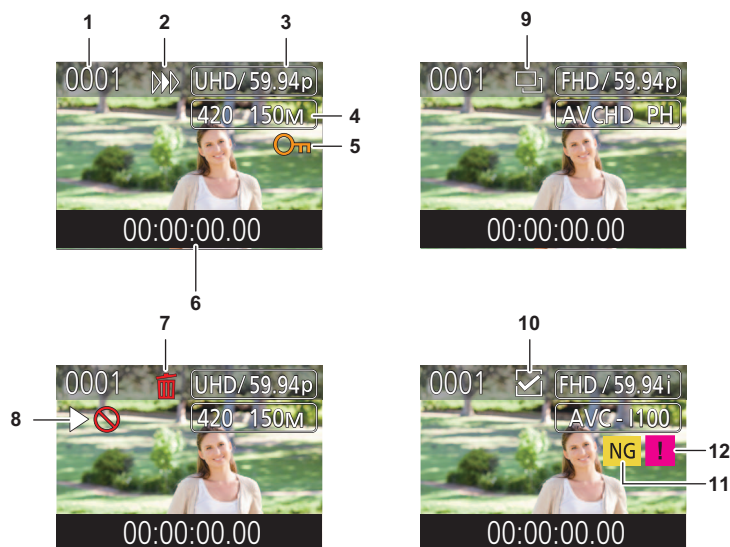 1 2 3
0001 UHD/59.94p
420 150M 4
5
00:00:00.00
6
9
0001 FHD/59.94p
AVCHD PH
00:00:00.00
7
0001 UHD/59.94p
8 420 150M
00:00:00.00
10
0001 FHD/59.94i
AVC-I100
NG ! 12
11
00:00:00.00